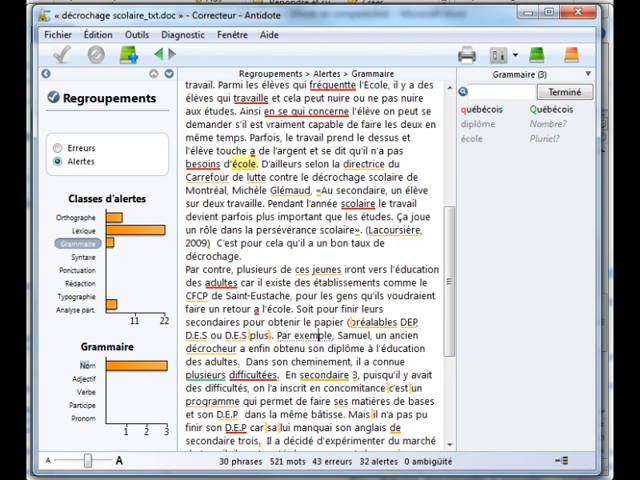 « décrochage scolaire_txt.doc » - Correcteur - Antidote
Fichier Édition Outils Diagnostic Fenêtre Aide
Regroupements > Alertes > Grammaire
Grammaire (3)
Terminé
Regroupements
Erreurs
Alertes
Classes d'alertes
Orthographe
Lexique
Grammaire
Syntaxe
Ponctuation
Rédaction
Typographie
Analyse part.
11 22
Grammaire
Nom
Adjectif
Verbe
Participe
Pronom
1 2 3
travail. Parmi les élèves qui fréquentte l'Ecole, il y a des
élèves qui travaille et cela peut nuire ou ne pas nuire
aux études. Ainsi en se qui concerne l'élève on peut se
demander s'il est vraiment capable de faire les deux en
même temps. Parfois, le travail prend le dessus et
l'élève touche a de l'argent et se dit qu'il n'a pas
besoins d'école. D'ailleurs selon la directrice du
Carrefour de lutte contre le décrochage scolaire de
Montréal, Michèle Glémaud, «Au secondaire, un élève
sur deux travaille. Pendant l'année scolaire le travail
devient parfois plus important que les études. Ça joue
un rôle dans la persévérance scolaire». (Lacoursière,
2009) C'est pour cela qu'il a un bon taux de
décrochage.
Par contre, plusieurs de ces jeunes iront vers l'éducation
des adultes car il existe des établissements comme le
CFCP de Saint-Eustache, pour les gens qu'ils voudraient
faire un retour a l'école. Soit pour finir leurs
secondaires pour obtenir le papier (préalables DEP,
D.E.S ou D.E.S plus). Par exemple, Samuel, un ancien
décrocheur a enfin obtenu son diplôme à l'éducation
des adultes. Dans son cheminement, il a connue
plusieurs difficultées. En secondaire 3, puisqu'il y avait
des difficultés, on l'a inscrit en concomitance c'est un
programme qui permet de faire ses matières de bases
et son D.E.P dans la même bâtisse. Mais il n'a pas pu
finir son D.E.P car sa lui manquai son anglais de
secondaire trois. Il a décidé d'expérimenter du marché
québécois Québécois
diplôme Nombre?
école Pluriel?
A A
30 phrases 521 mots 43 erreurs 32 alertes 0 ambiguïté